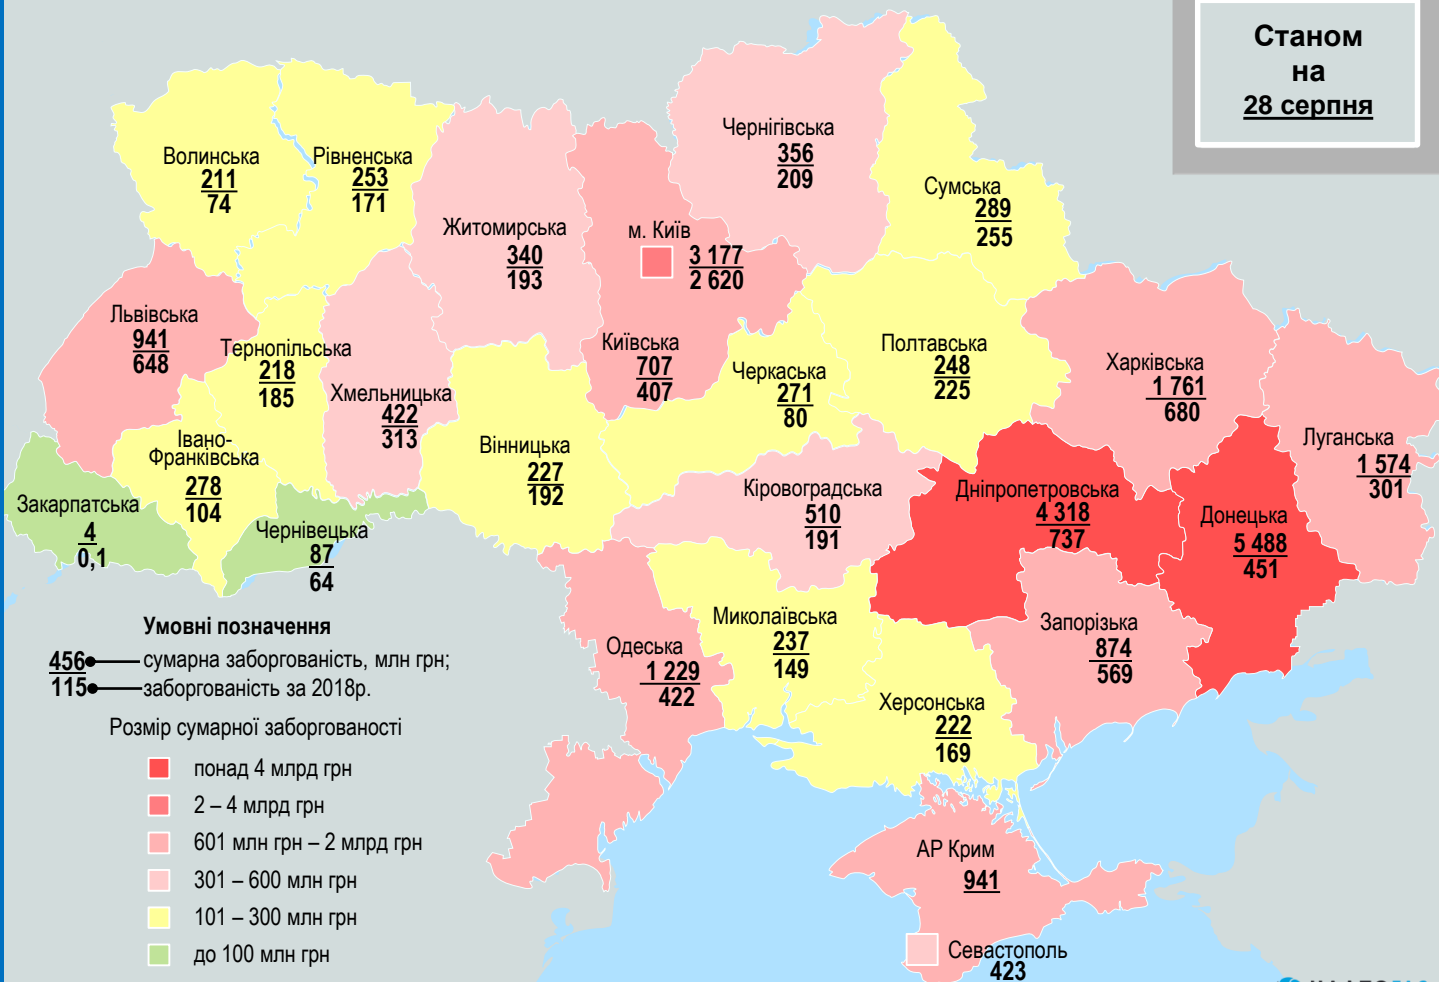 Станом
на
28 серпня
Волинська
211
74
Рівненська
253
171
Житомирська
340
193
м. Київ
3 177
2 620
Київська
707
407
Чернігівська
356
209
Сумська
289
255
Львівська
941
648
Тернопільська
218
185
Хмельницька
422
313
Вінницька
227
192
Черкаська
271
80
Полтавська
248
225
Харківська
1 761
680
Луганська
1 574
301
Івано-
Франківська
278
104
Закарпатська
4
0,1
Чернівецька
87
64
Кіровоградська
510
191
Дніпропетровська
4 318
737
Донецька
5 488
451
Одеська
1 229
422
Миколаївська
237
149
Запорізька
874
569
Херсонська
222
169
АР Крим
941
Севастополь
423
Умовні позначення
456 сумарна заборгованість, млн грн;
115 заборгованість за 2018р.
Розмір сумарної заборгованості
понад 4 млрд грн
2 – 4 млрд грн
601 млн грн – 2 млрд грн
301 – 600 млн грн
101 – 300 млн грн
до 100 млн грн